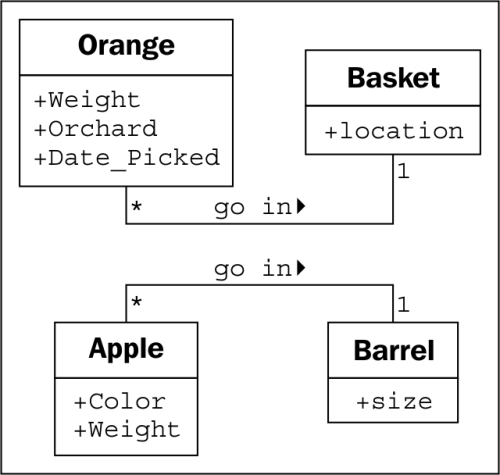 Orange
+Weight
+Orchard
+Date_Picked
Basket
+location
* go in▶ 1
go in▶
* 1
Apple
+Color
+Weight
Barrel
+size